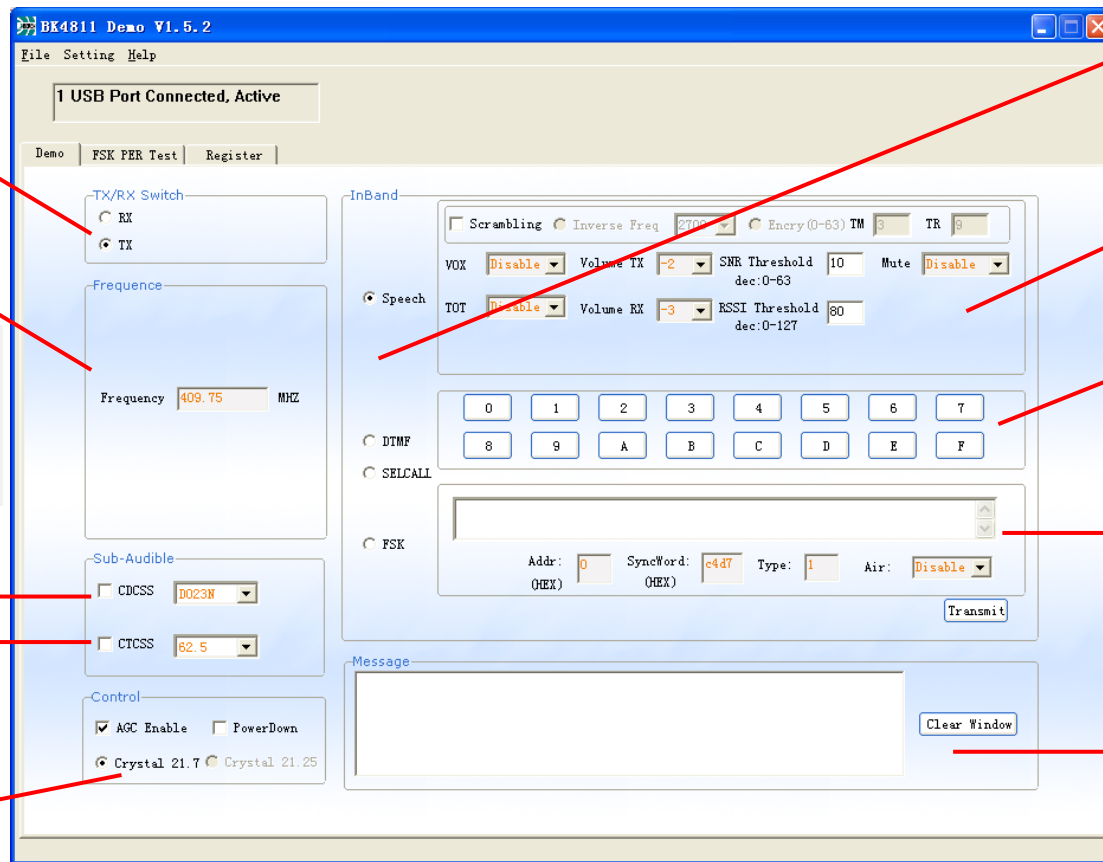 BK4811 Demo V1.5.2
File Setting Help
1 USB Port Connected, Active
Demo FSK PER Test Register
TX/RX Switch
RX
TX
Frequence
Frequency 409.75 MHZ
Sub-Audible
CDCSS D023N
CTCSS 62.5
Control
AGC Enable PowerDown
Crystal 21.7 Crystal 21.25
InBand
Scrambling Inverse Freq 2700 Encry(0-63) TM 3 TR 9
VOX Disable Volume TX -2 SNR Threshold 10 Mute Disable
dec:0-63
Speech
TOT Disable Volume RX -3 RSSI Threshold 80
dec:0-127
0 1 2 3 4 5 6 7
DTMF
8 9 A B C D E F
SELCALL
FSK
Addr: 0 SyncWord: c4d7 Type: 1 Air: Disable
(HEX) (HEX)
Transmit
Message
Clear Window